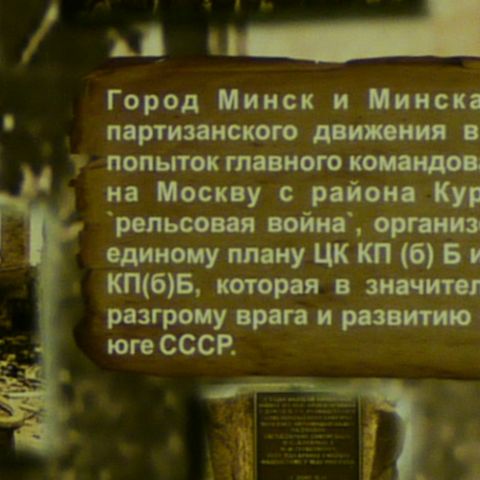 Город Минск и Минска
партизанского движения в
попыток главного командова
на Москву с района Кур
`рельсовая война`, организо
единому плану ЦК КП (б) Б и
КП(б)Б, которая в значител
разгрому врага и развитию
юге СССР.